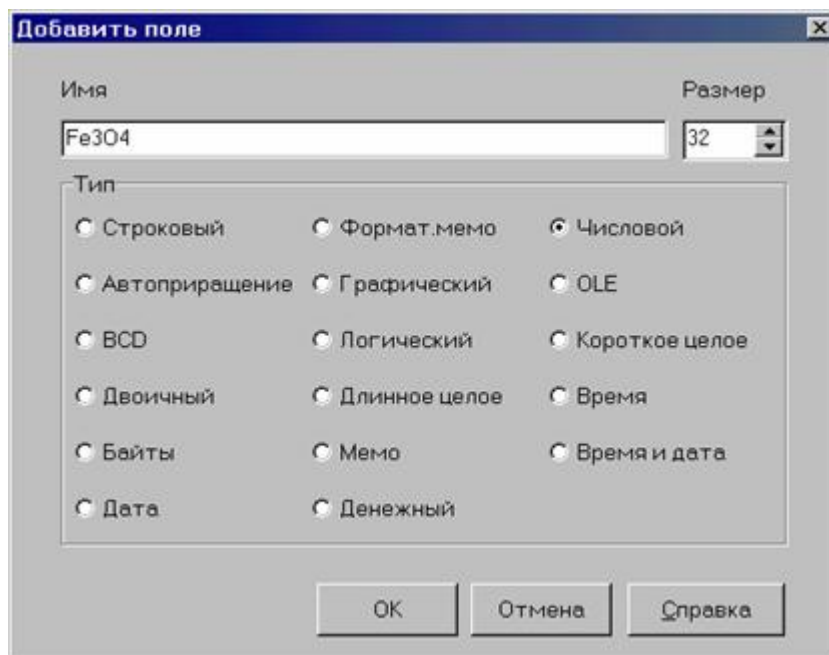 Добавить поле
Имя Размер
Fe3O4 32
Тип
Строковый Формат.мемо Числовой
Автоприращение Графический OLE
BCD Логический Короткое целое
Двоичный Длинное целое Время
Байты Мемо Время и дата
Дата Денежный
OK Отмена Справка